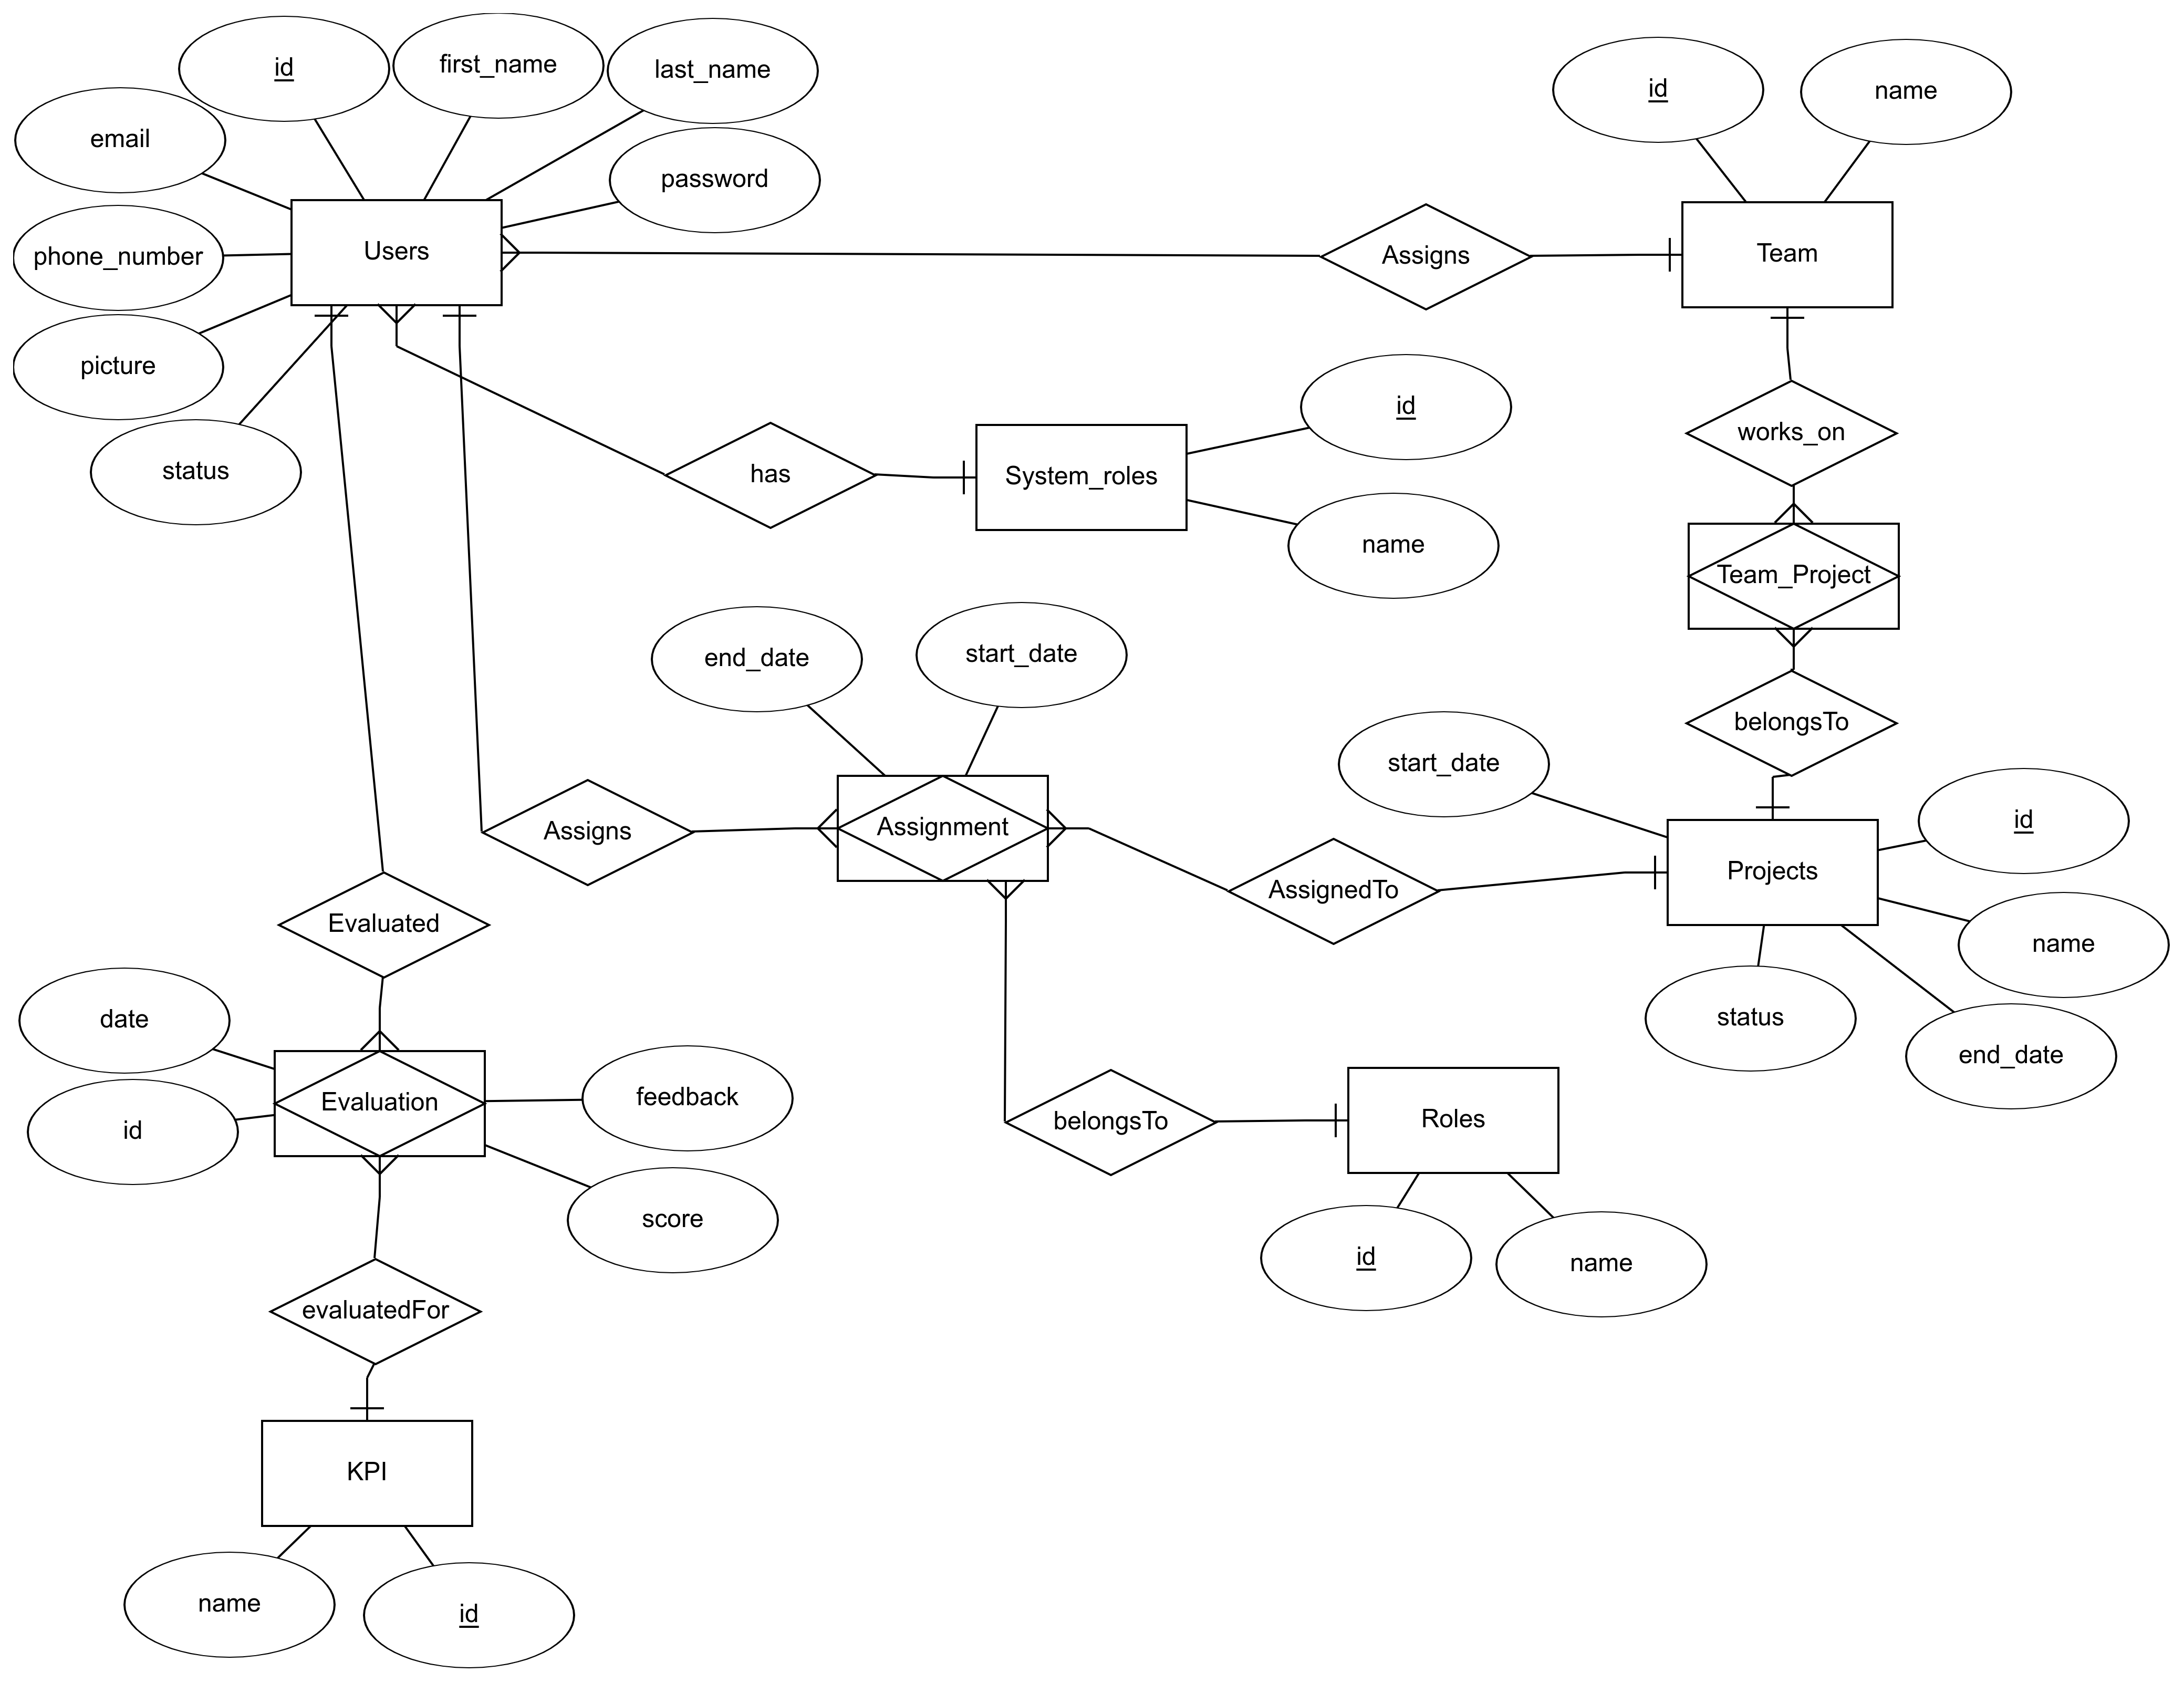 id
first_name
last_name
id
name
email
password
phone_number
Users
Assigns
Team
picture
status
has
System_roles
id
name
works_on
Team_Project
end_date
start_date
belongsTo
start_date
Assigns
Assignment
AssignedTo
Projects
id
name
Evaluated
status
end_date
date
id
Evaluation
feedback
score
belongsTo
Roles
id
name
evaluatedFor
KPI
name
id